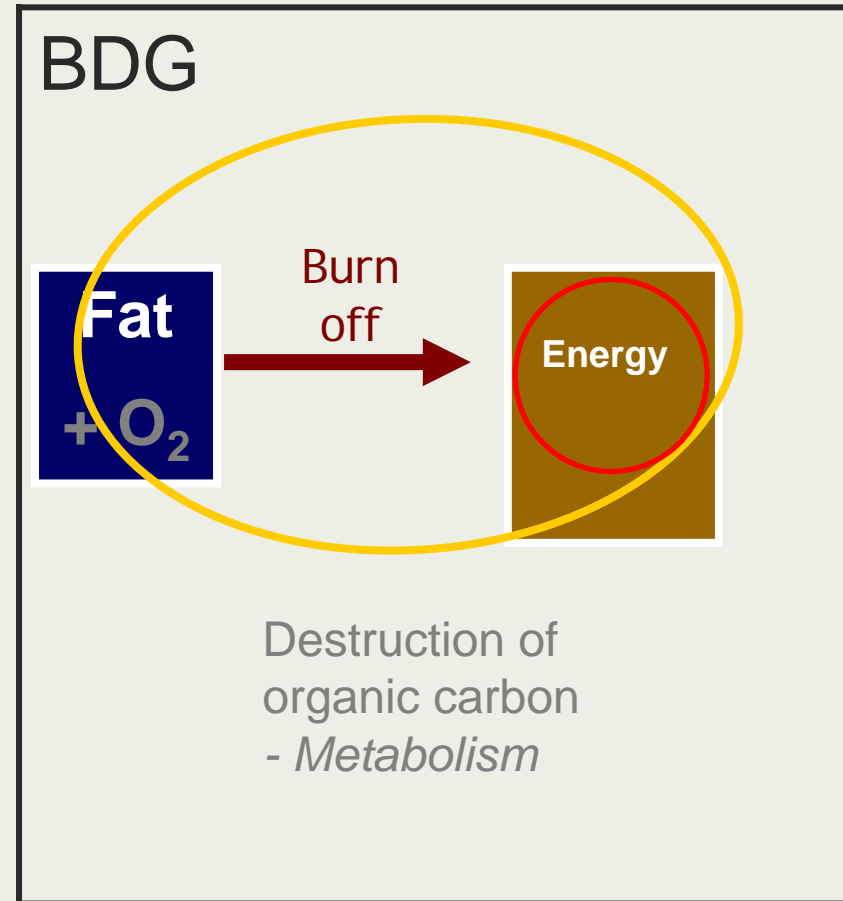 BDG
Fat
+ O₂
Burn
off
Energy
Destruction of
organic carbon
- Metabolism